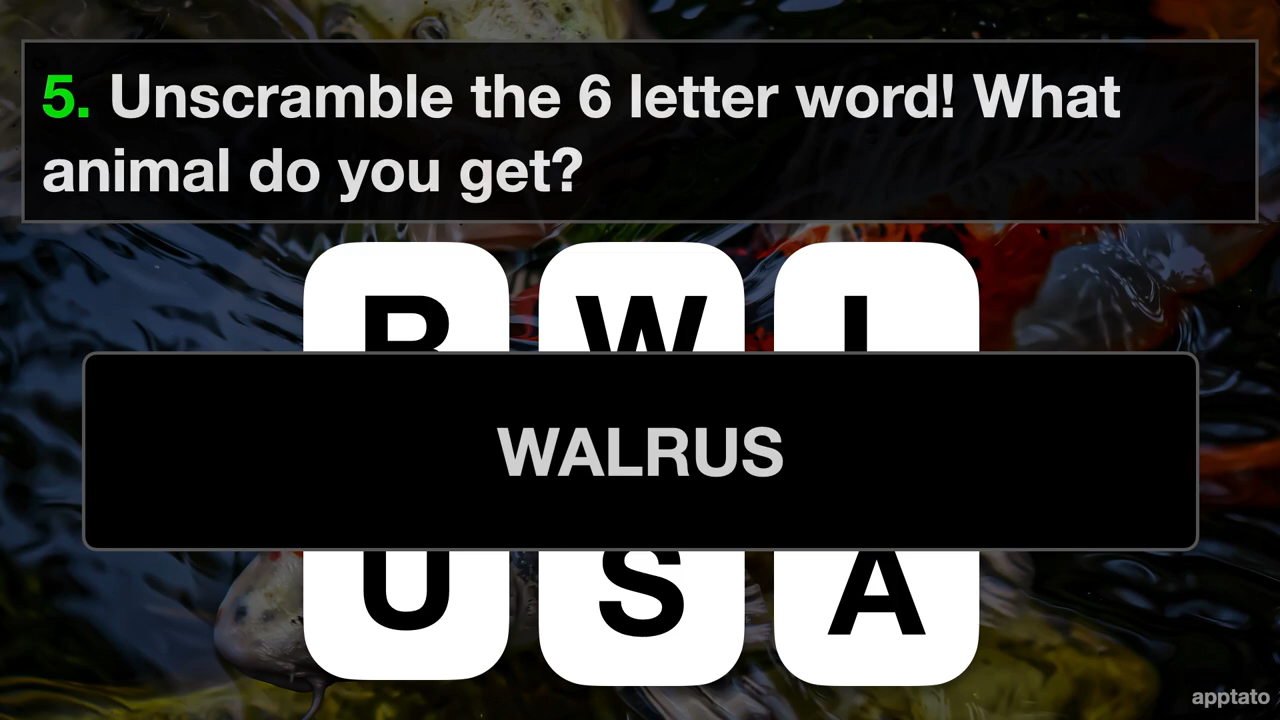 5. Unscramble the 6 letter word! What
animal do you get?
W
WALRUS
U S A
apptato